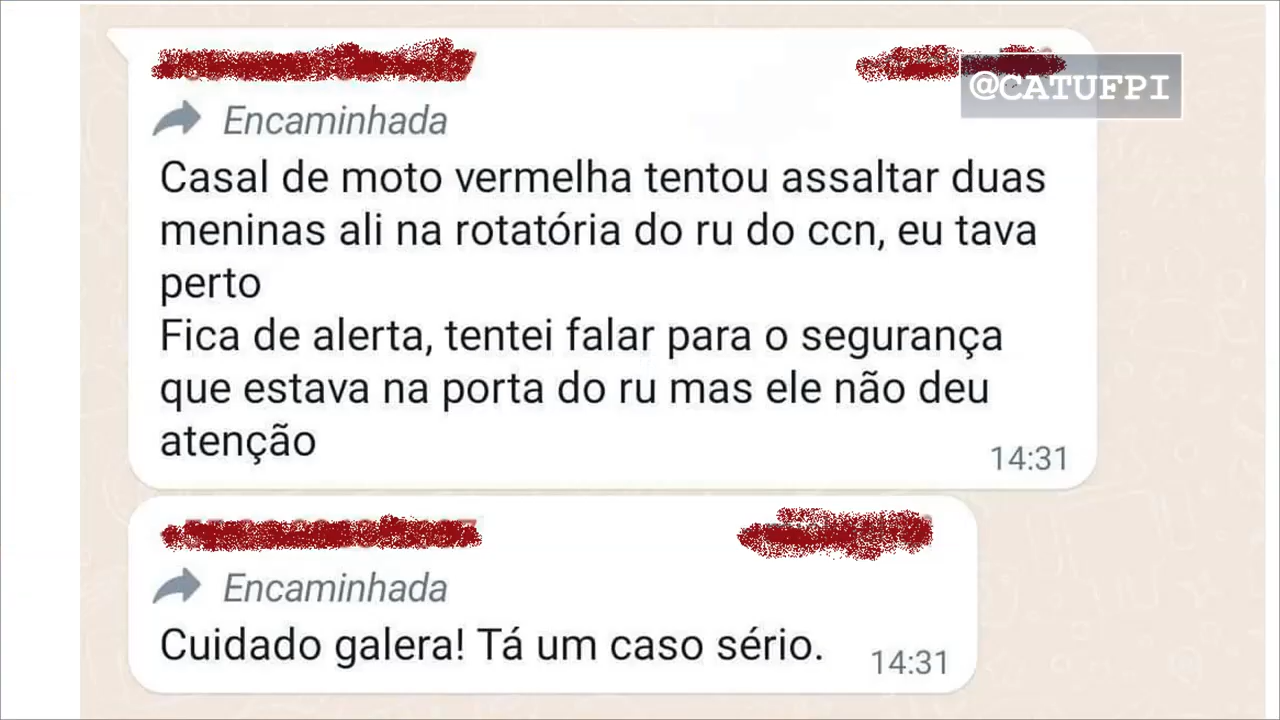 @CATUFPI
Encaminhada
Casal de moto vermelha tentou assaltar duas
meninas ali na rotatória do ru do ccn, eu tava
perto
Fica de alerta, tentei falar para o segurança
que estava na porta do ru mas ele não deu
atenção
14:31
Encaminhada
Cuidado galera! Tá um caso sério.
14:31